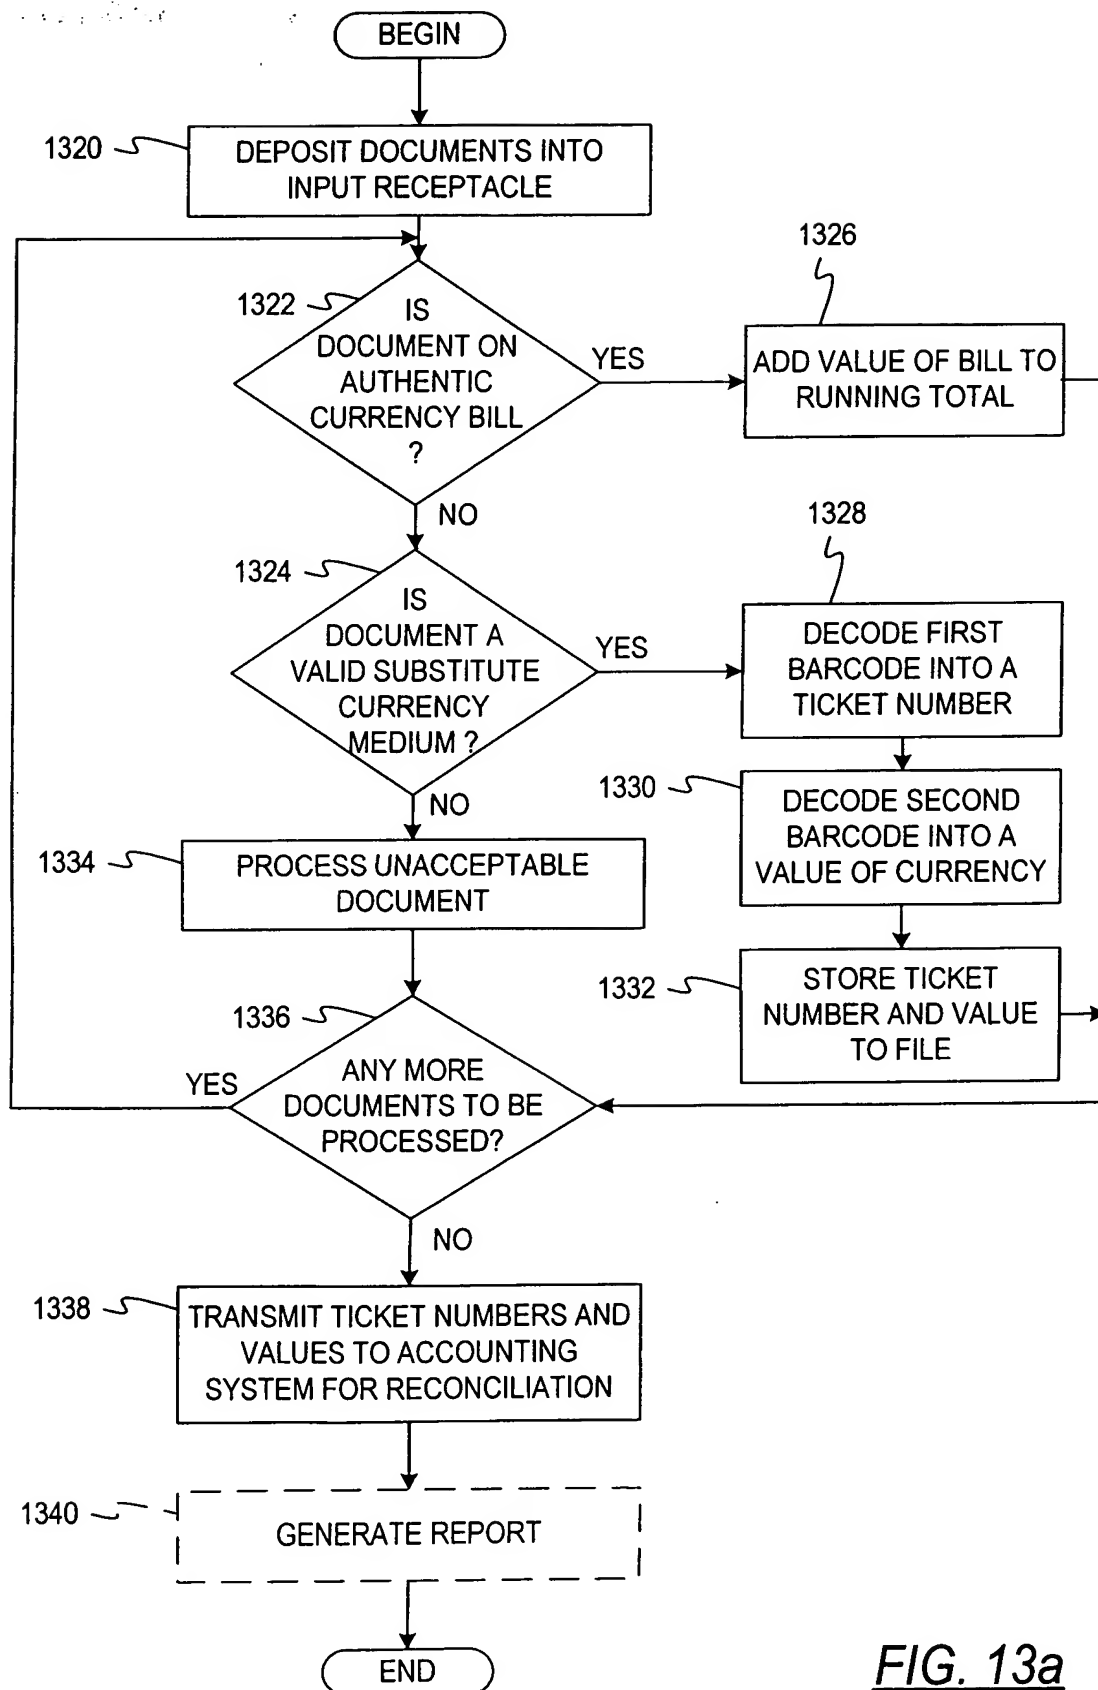 BEGIN
1320
DEPOSIT DOCUMENTS INTO
INPUT RECEPTACLE
1322
IS
DOCUMENT ON
AUTHENTIC
CURRENCY BILL
?
YES
1326
ADD VALUE OF BILL TO
RUNNING TOTAL
NO
1324
IS
DOCUMENT A
VALID SUBSTITUTE
CURRENCY
MEDIUM ?
YES
1328
DECODE FIRST
BARCODE INTO A
TICKET NUMBER
1330
DECODE SECOND
BARCODE INTO A
VALUE OF CURRENCY
1332
STORE TICKET
NUMBER AND VALUE
TO FILE
NO
1334
PROCESS UNACCEPTABLE
DOCUMENT
1336
ANY MORE
DOCUMENTS TO BE
PROCESSED?
YES
NO
1338
TRANSMIT TICKET NUMBERS AND
VALUES TO ACCOUNTING
SYSTEM FOR RECONCILIATION
1340
GENERATE REPORT
END
FIG. 13a